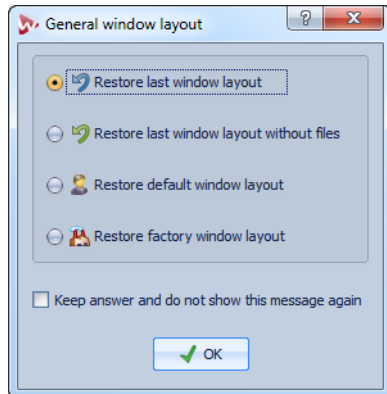 General window layout
Restore last window layout
Restore last window layout without files
Restore default window layout
Restore factory window layout
Keep answer and do not show this message again
OK